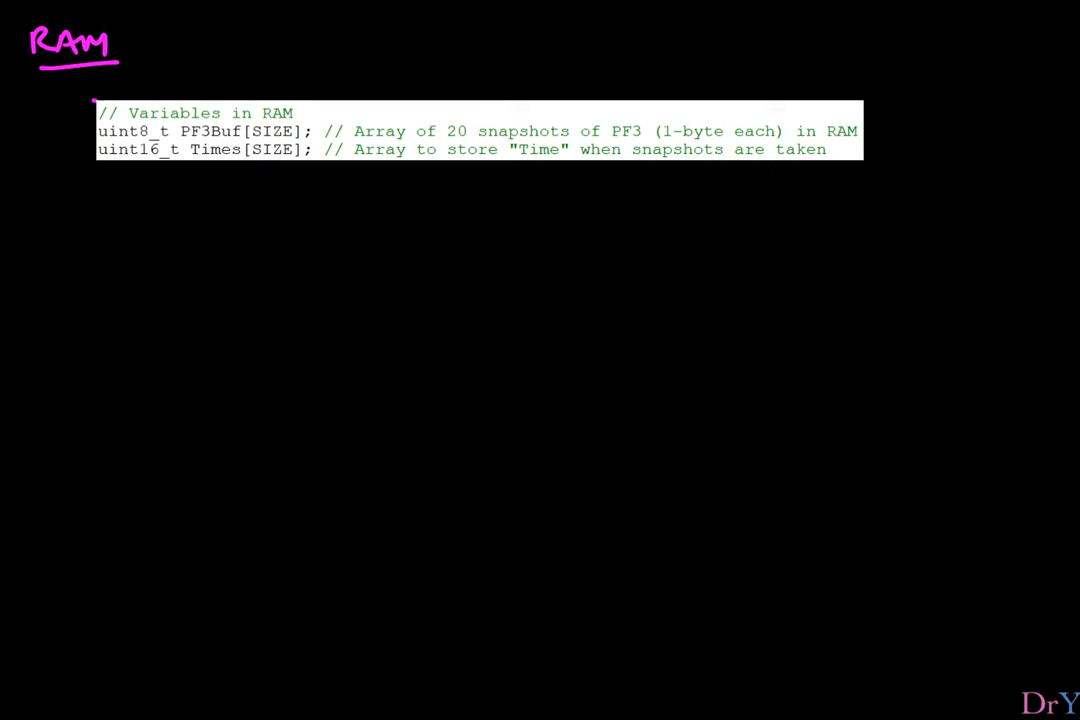 RAM
// Variables in RAM
uint8_t PF3Buf[SIZE]; // Array of 20 snapshots of PF3 (1-byte each) in RAM
uint16_t Times[SIZE]; // Array to store "Time" when snapshots are taken
DrY